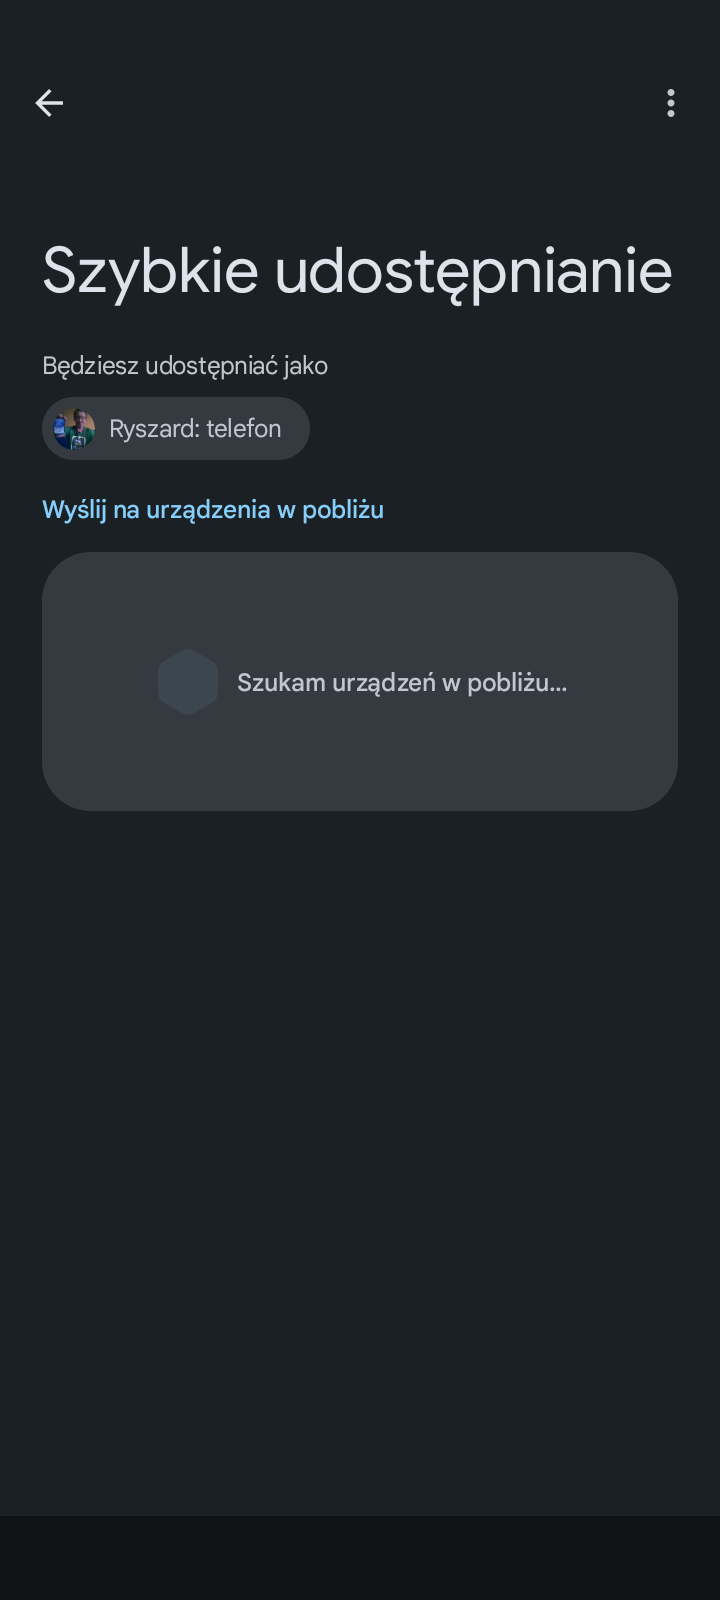 Szybkie udostępnianie
Będziesz udostępniać jako
Ryszard: telefon
Wyślij na urządzenia w pobliżu
Szukam urządzeń w pobliżu...